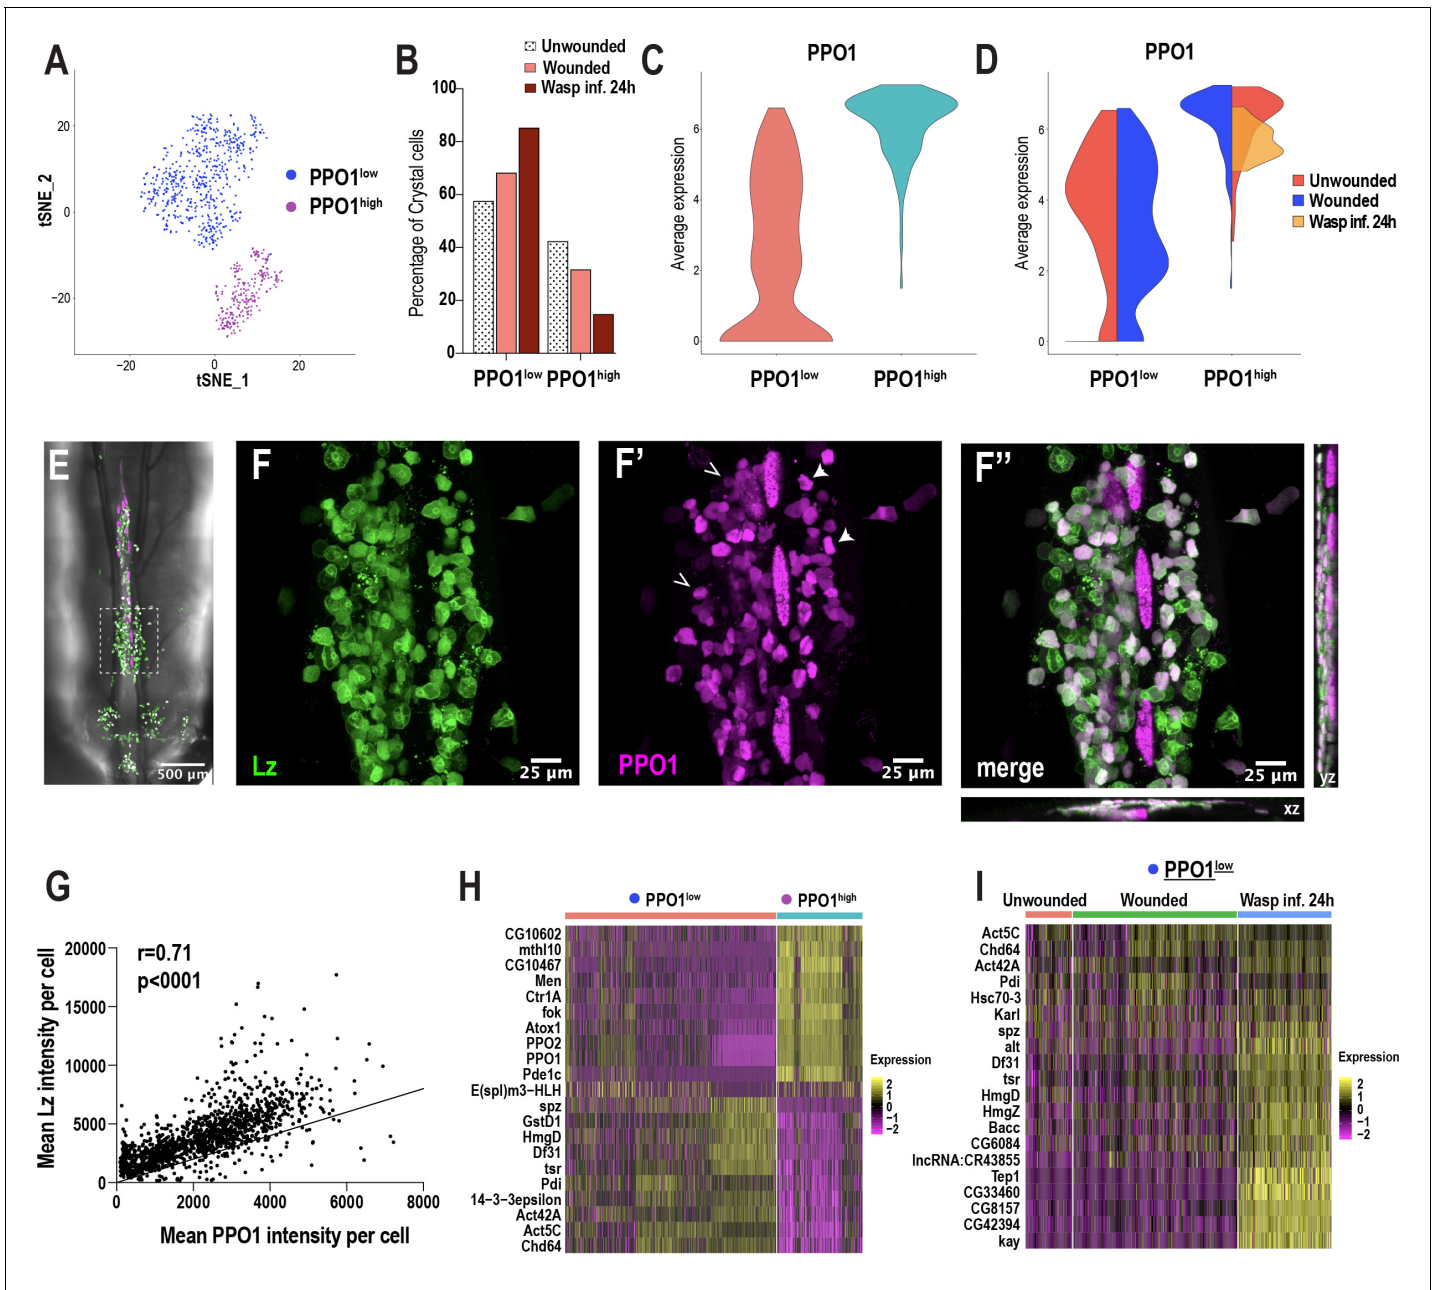 A
20
0
−20
tSNE_2
−20
0
20
tSNE_1
PPO1low
PPO1high
B
Unwounded
Wounded
Wasp inf. 24h
100
80
60
40
20
0
Percentage of Crystal cells
PPO1low
PPO1high
C
PPO1
Average expression
6
4
2
0
PPO1low
PPO1high
D
PPO1
Average expression
6
4
2
0
PPO1low
PPO1high
Unwounded
Wounded
Wasp inf. 24h
E
500 µm
F
Lz
25 µm
F'
PPO1
25 µm
F''
merge
25 µm
yz
xz
G
r=0.71
p<0001
20000
15000
10000
5000
0
Mean Lz intensity per cell
0
2000
4000
6000
8000
Mean PPO1 intensity per cell
H
PPO1low
PPO1high
CG10602
mthl10
CG10467
Men
Ctr1A
fok
Atox1
PPO2
PPO1
Pde1c
E(spl)m3−HLH
spz
GstD1
HmgD
Df31
tsr
Pdi
14−3−3epsilon
Act42A
Act5C
Chd64
Expression
2
1
0
−1
−2
I
PPO1low
Unwounded
Wounded
Wasp inf. 24h
Act5C
Chd64
Act42A
Pdi
Hsc70-3
Karl
spz
alt
Df31
tsr
HmgD
HmgZ
Bacc
CG6084
lncRNA:CR43855
Tep1
CG33460
CG8157
CG42394
kay
Expression
2
1
0
−1
−2